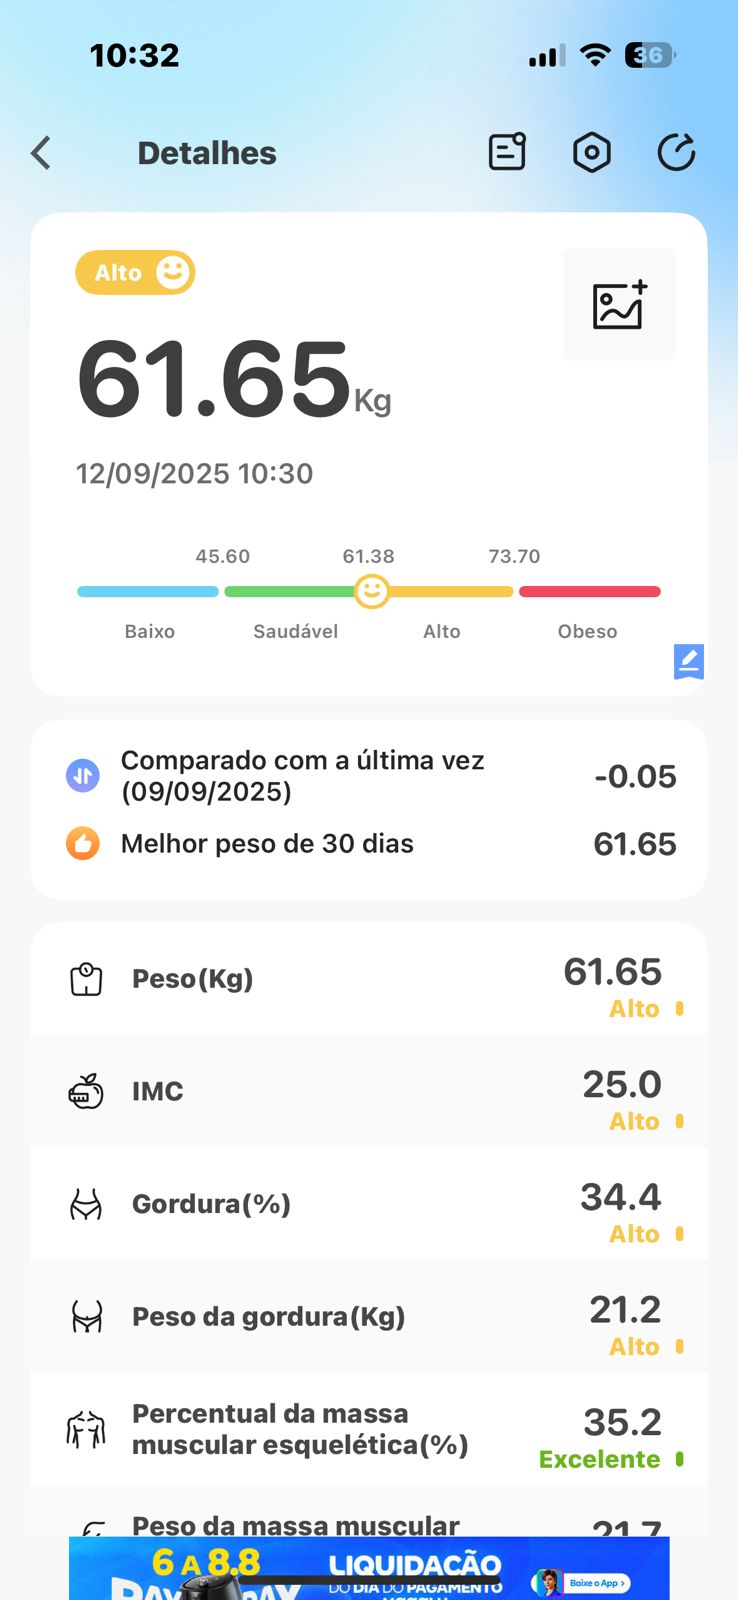 10:32
36
Detalhes
Alto
61.65Kg
12/09/2025 10:30
45.60 61.38 73.70
Baixo Saudável Alto Obeso
Comparado com a última vez
(09/09/2025)
-0.05
Melhor peso de 30 dias 61.65
Peso(Kg) 61.65
Alto
IMC 25.0
Alto
Gordura(%) 34.4
Alto
Peso da gordura(Kg) 21.2
Alto
Percentual da massa
muscular esquelética(%)
35.2
Excelente
Peso da massa muscular 21.7
6 A 8.8
LIQUIDAÇÃO
DO DIA DO PAGAMENTO
Baixe o App >